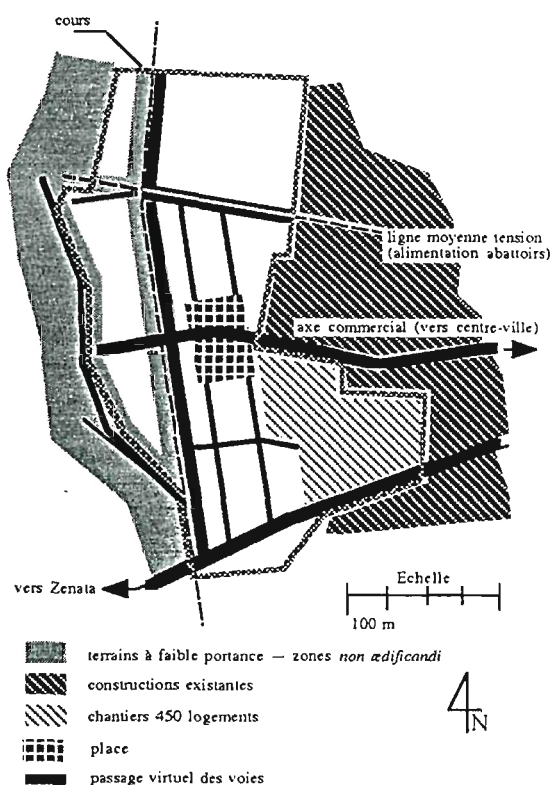 cours
ligne moyenne tension
(alimentation abattoirs)
axe commercial (vers centre-ville)
vers Zenata
Echelle
100 m
terrains à faible portance — zones non ædificandi
constructions existantes
chantiers 450 logements
N
place
passage virtuel des voies